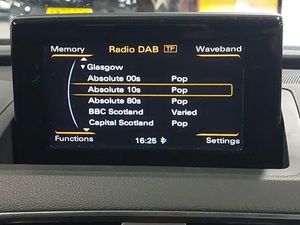 Memory Radio DAB TP Waveband
Glasgow
Absolute 00s Pop
Absolute 10s Pop
Absolute 80s Pop
BBC Scotland Varied
Capital Scotland Pop
Functions 16:25 Settings